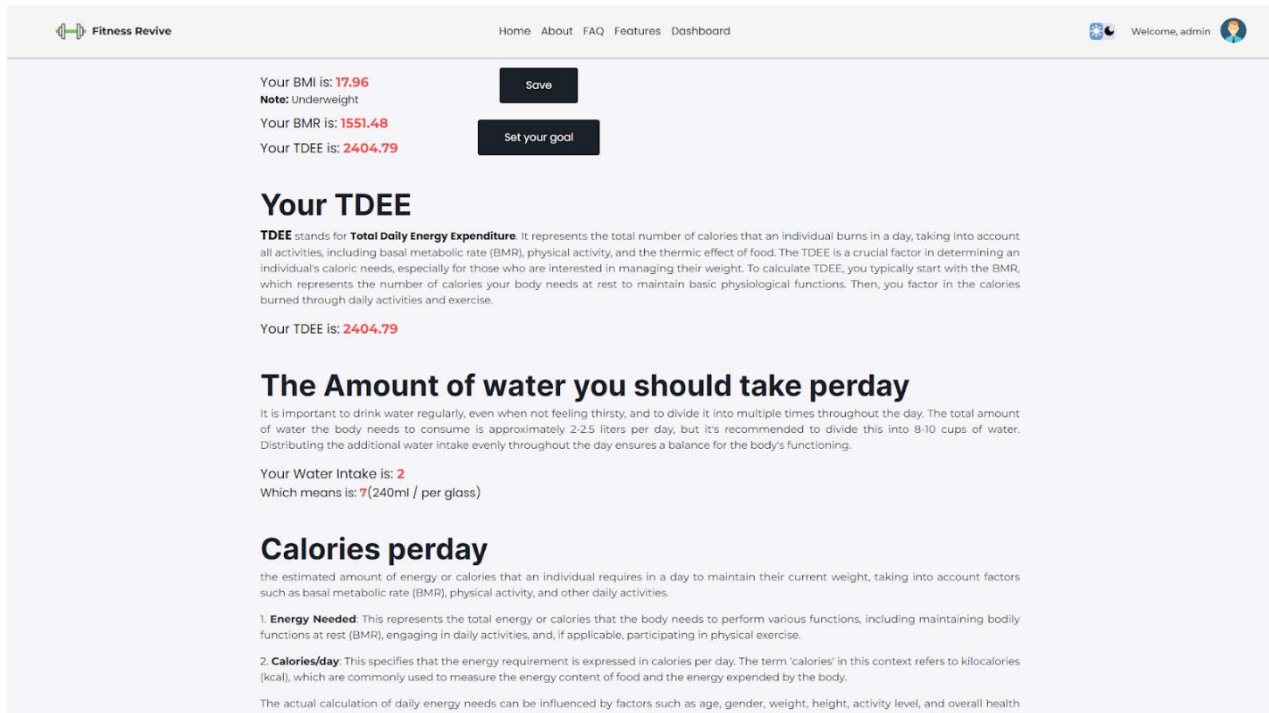 Fitness Revive
Home About FAQ Features Dashboard
Welcome, admin
Your BMI is: 17.96
Note: Underweight
Your BMR is: 1551.48
Your TDEE is: 2404.79
Save
Set your goal
Your TDEE
TDEE stands for Total Daily Energy Expenditure. It represents the total number of calories that an individual burns in a day, taking into account
all activities, including basal metabolic rate (BMR), physical activity, and the thermic effect of food. The TDEE is a crucial factor in determining an
individual's caloric needs, especially for those who are interested in managing their weight. To calculate TDEE, you typically start with the BMR,
which represents the number of calories your body needs at rest to maintain basic physiological functions. Then, you factor in the calories
burned through daily activities and exercise.
Your TDEE is: 2404.79
The Amount of water you should take perday
It is important to drink water regularly, even when not feeling thirsty, and to divide it into multiple times throughout the day. The total amount
of water the body needs to consume is approximately 2-2.5 liters per day, but it's recommended to divide this into 8-10 cups of water.
Distributing the additional water intake evenly throughout the day ensures a balance for the body's functioning.
Your Water Intake is: 2
Which means is: 7(240ml / per glass)
Calories perday
the estimated amount of energy or calories that an individual requires in a day to maintain their current weight, taking into account factors
such as basal metabolic rate (BMR), physical activity, and other daily activities.
1. Energy Needed: This represents the total energy or calories that the body needs to perform various functions, including maintaining bodily
functions at rest (BMR), engaging in daily activities, and, if applicable, participating in physical exercise.
2. Calories/day: This specifies that the energy requirement is expressed in calories per day. The term 'calories' in this context refers to kilocalories
(kcal), which are commonly used to measure the energy content of food and the energy expended by the body.
The actual calculation of daily energy needs can be influenced by factors such as age, gender, weight, height, activity level, and overall health